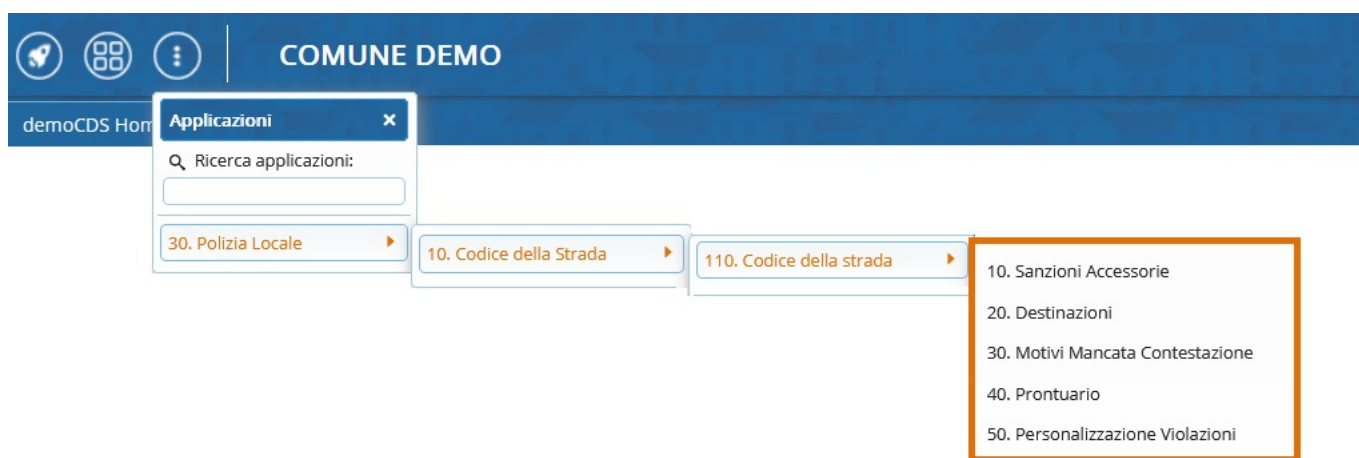 COMUNE DEMO
demoCDS Hom
Applicazioni
Ricerca applicazioni:
30. Polizia Locale
10. Codice della Strada
110. Codice della strada
10. Sanzioni Accessorie
20. Destinazioni
30. Motivi Mancata Contestazione
40. Prontuario
50. Personalizzazione Violazioni